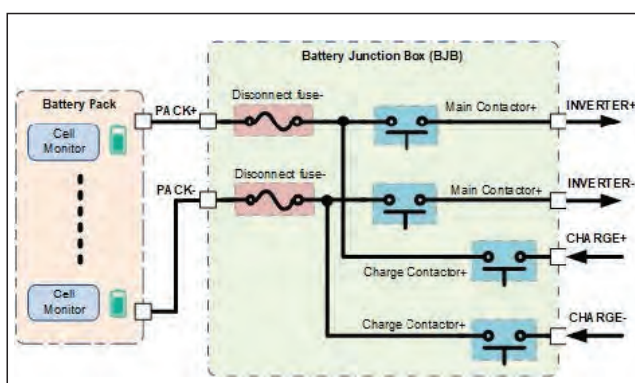 Battery Junction Box (BJB)
Battery Pack
Cell
Monitor
PACK+
Disconnect fuse-
Main Contactor+
INVERTER+
PACK-
Disconnect fuse-
Main Contactor+
INVERTER-
CHARGE+
Charge Contactor+
Cell
Monitor
Charge Contactor+
CHARGE-